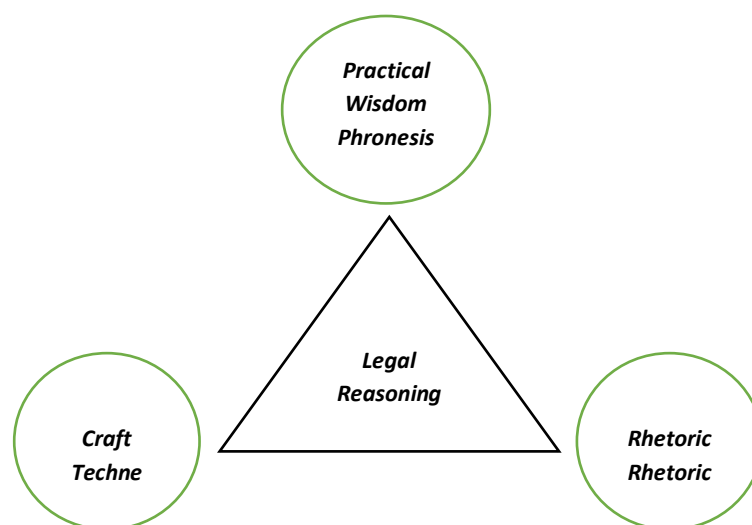 Practical
Wisdom
Phronesis
Legal
Reasoning
Craft
Techne
Rhetoric
Rhetoric